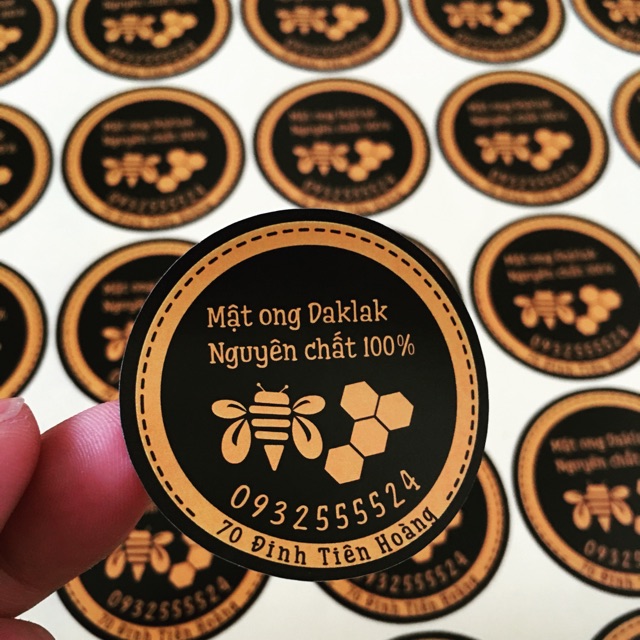 Mật ong Daklak
Nguyên chất 100%
0932555524
70 Đinh Tiên Hoàng